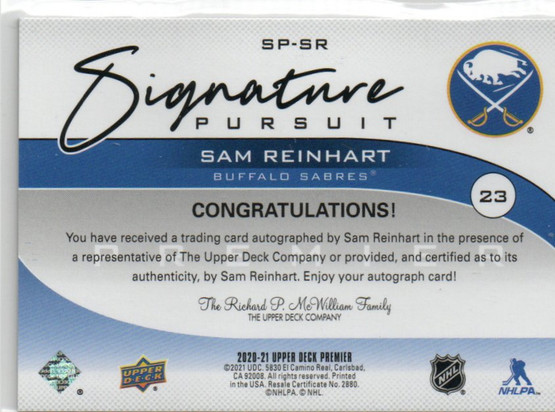 SP-SR
Signature
PURSUIT
SAM REINHART
BUFFALO SABRES®
23
CONGRATULATIONS!
You have received a trading card autographed by Sam Reinhart in the presence of
a representative of The Upper Deck Company or provided, and certified as to its
authenticity, by Sam Reinhart. Enjoy your autograph card!
PREMIER
The Richard P. McWilliam Family
THE UPPER DECK COMPANY
2020-21 UPPER DECK PREMIER
©2021 UDC. 5830 El Camino Real, Carlsbad,
CA 92008. All rights reserved. Printed
in the USA. Resale Certificate No. 2880.
©NHLPA. © NHL.
UPPER
DECK
NHL
NHLPA